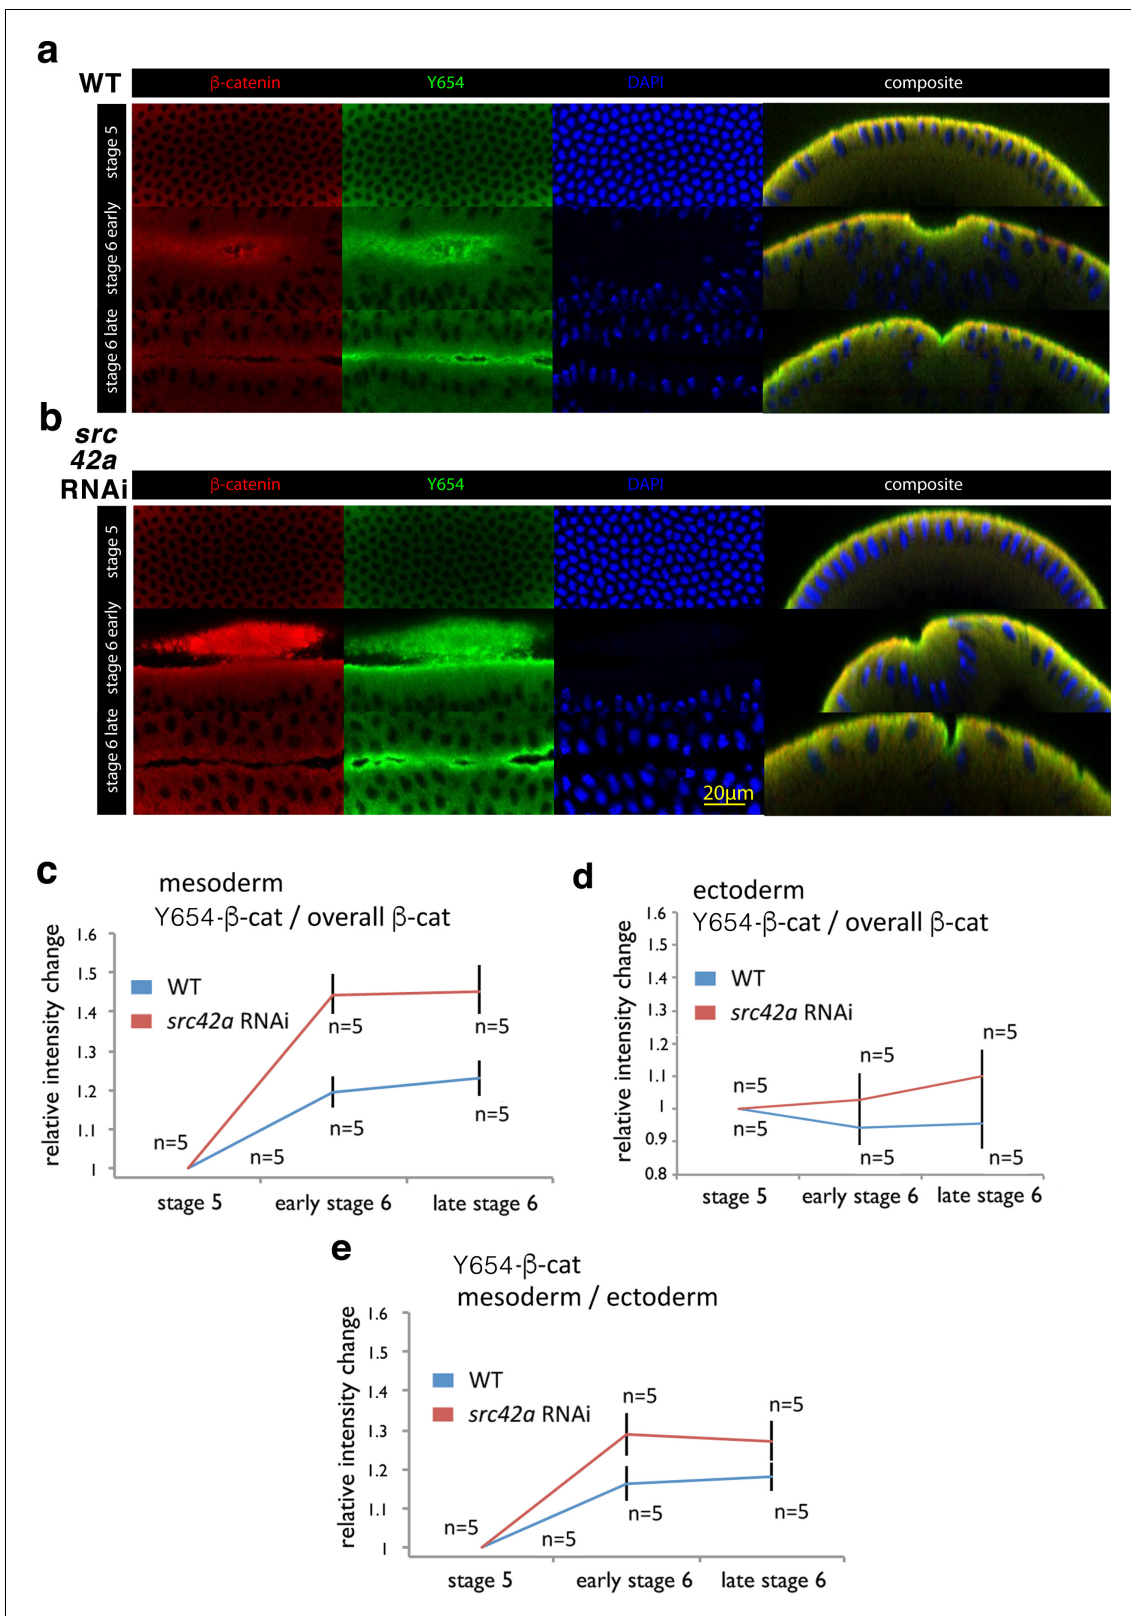 a
WT
β-catenin Y654 DAPI composite
stage 5
stage 6 early
stage 6 late
b
src
42a
RNAi
β-catenin Y654 DAPI composite
stage 5
stage 6 early
stage 6 late
20μm
c
mesoderm
Y654-β-cat / overall β-cat
relative intensity change
1.6
1.5
1.4
1.3
1.2
1.1
1
WT
src42a RNAi
n=5
n=5
n=5
n=5
n=5
n=5
stage 5 early stage 6 late stage 6
d
ectoderm
Y654-β-cat / overall β-cat
relative intensity change
1.6
1.5
1.4
1.3
1.2
1.1
1
0.9
0.8
WT
src42a RNAi
n=5
n=5
n=5
n=5
n=5
n=5
stage 5 early stage 6 late stage 6
e
Y654-β-cat
mesoderm / ectoderm
relative intensity change
1.6
1.5
1.4
1.3
1.2
1.1
1
WT
src42a RNAi
n=5
n=5
n=5
n=5
n=5
n=5
stage 5 early stage 6 late stage 6